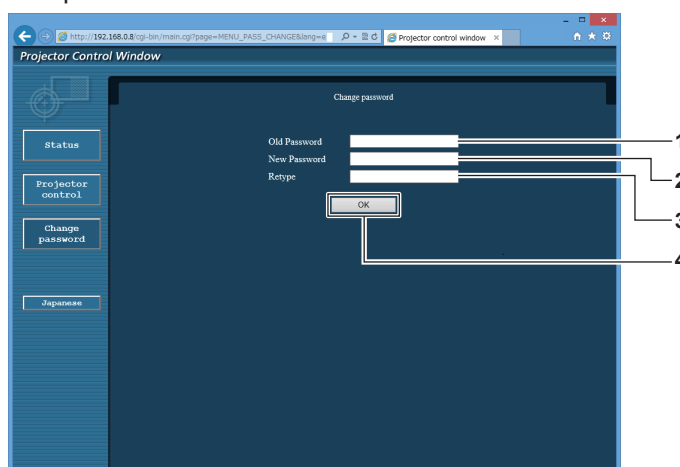 http://192.168.0.8/cgi-bin/main.cgi?page=MENU_PASS_CHANGE&lang=e
Projector control window
Projector Control Window
Change password
Status
Projector
control
Change
password
Japanese
Old Password
New Password
Retype
OK
1
2
3
4